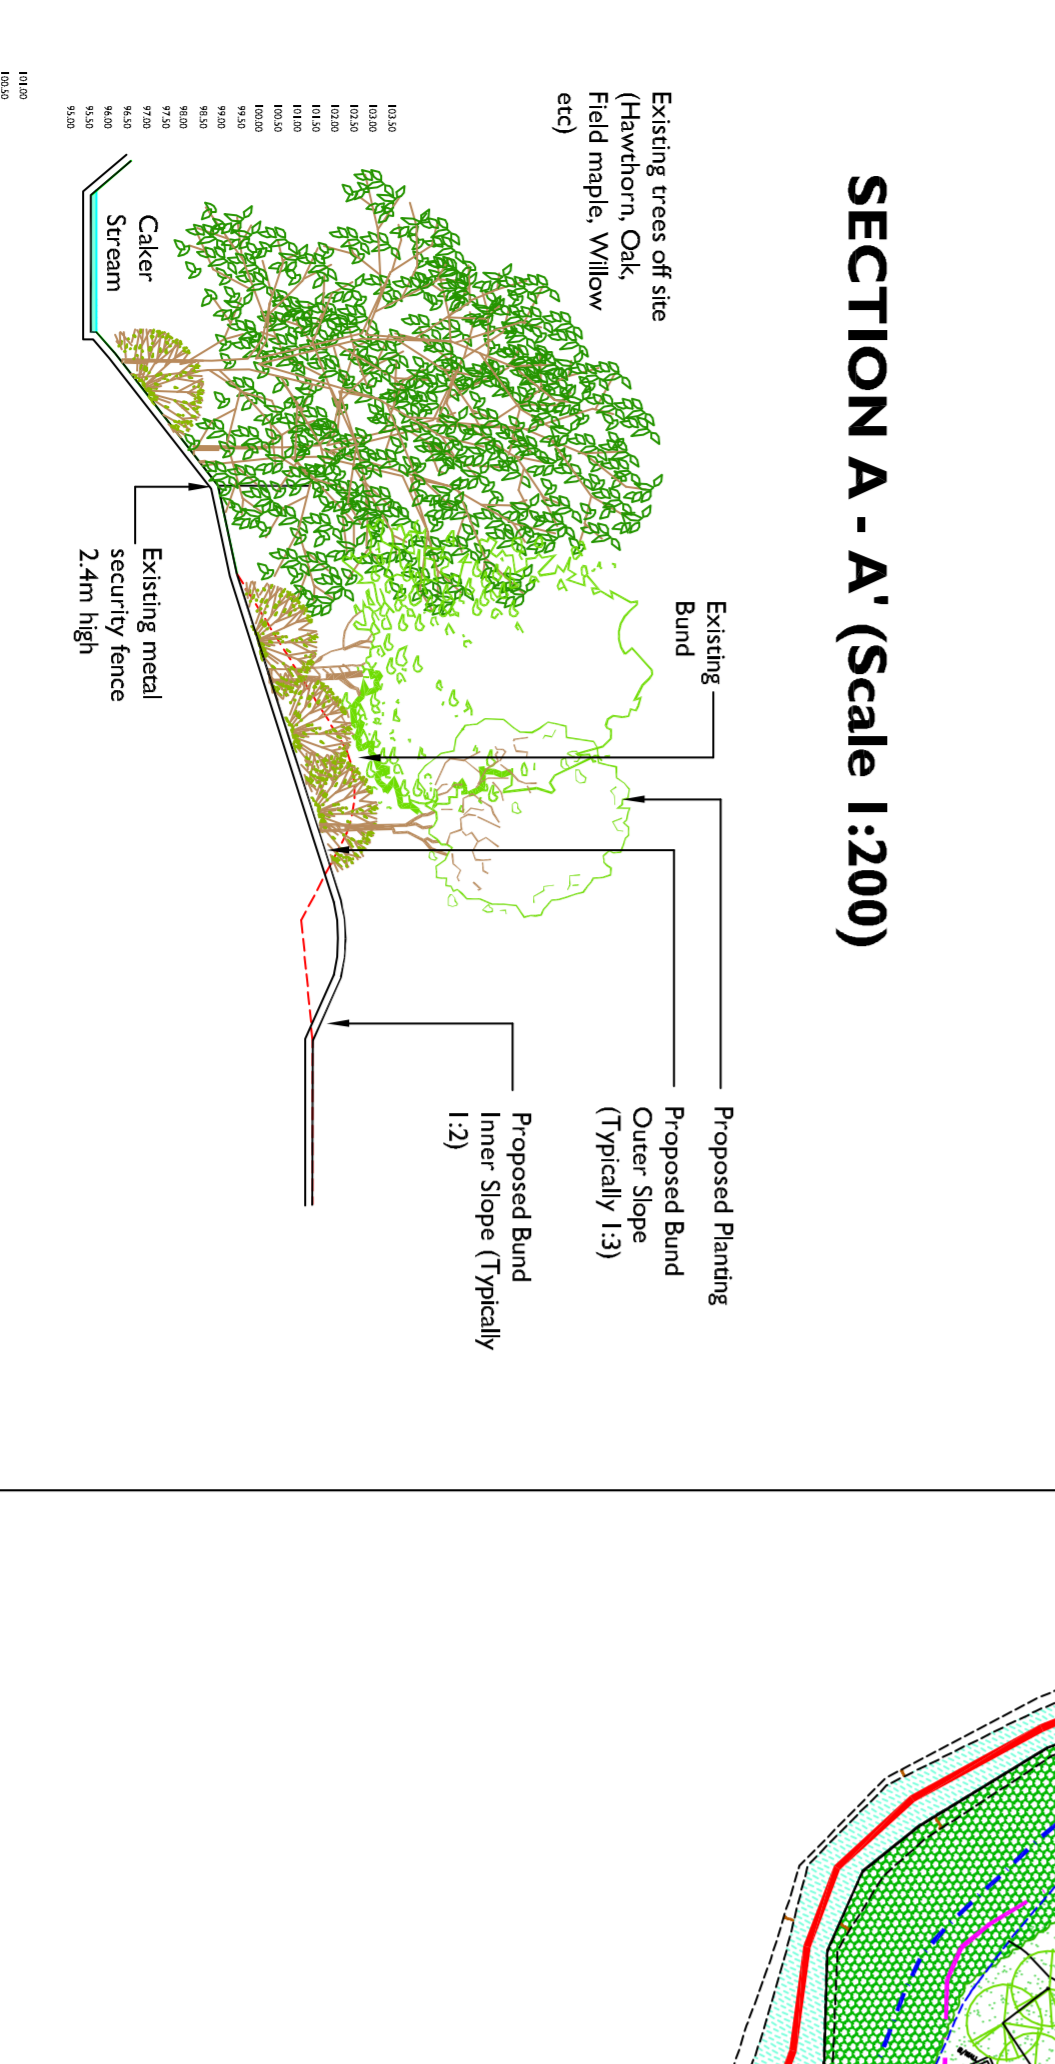 SECTION A - A' (Scale 1:200)
Existing trees off site
(Hawthorn, Oak,
Field maple, Willow
etc)
Existing
Bund
Proposed Planting
Proposed Bund
Outer Slope
(Typically 1:3)
Proposed Bund
Inner Slope (Typically
1:2)
103.50
103.00
102.50
102.00
101.50
101.00
100.50
100.00
99.50
99.00
98.50
98.00
97.50
97.00
96.50
96.00
95.50
95.00
Caker
Stream
Existing metal
security fence
2.4m high
101.00
100.50